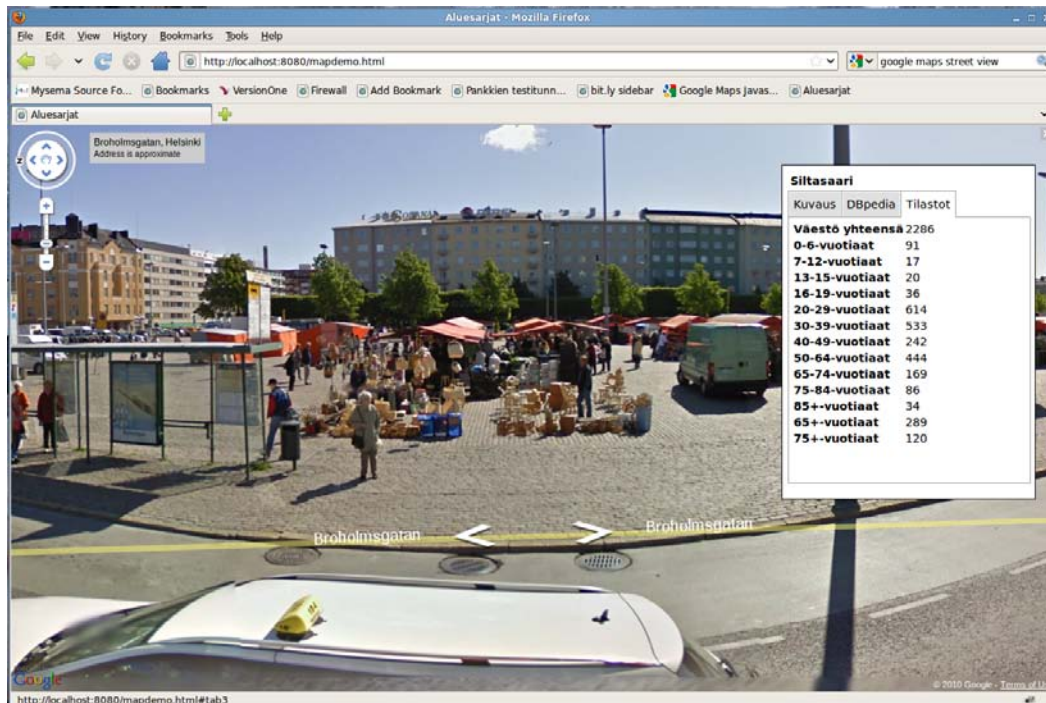 Aluesarjat - Mozilla Firefox
File Edit View History Bookmarks Tools Help
http://localhost:8080/mapdemo.html
google maps street view
Mysema Source Fo... Bookmarks VersionOne Firewall Add Bookmark Pankkien testitunn... bit.ly sidebar Google Maps Javas... Aluesarjat
Aluesarjat
Broholmsgatan, Helsinki
Address is approximate
Siltasaari
Kuvaus DBpedia Tilastot
Väestö yhteensä 2286
0-6-vuotiaat 91
7-12-vuotiaat 17
13-15-vuotiaat 20
16-19-vuotiaat 36
20-29-vuotiaat 614
30-39-vuotiaat 533
40-49-vuotiaat 242
50-64-vuotiaat 444
65-74-vuotiaat 169
75-84-vuotiaat 86
85+-vuotiaat 34
65+-vuotiaat 289
75+-vuotiaat 120
Broholmsgatan
Broholmsgatan
Google
© 2010 Google - Terms of U
http://localhost:8080/mapdemo.html#tab3